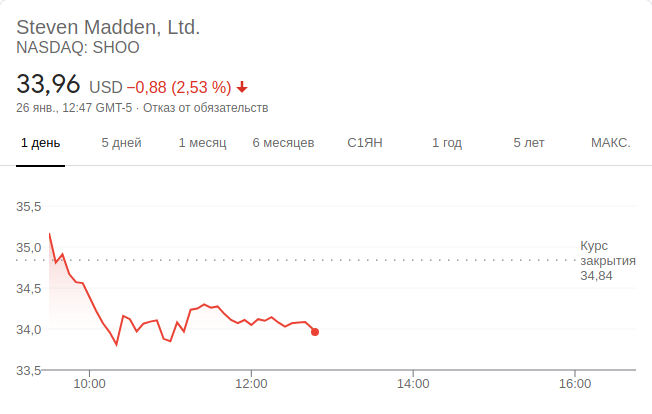 Steven Madden, Ltd.
NASDAQ: SHOO
33,96 USD −0,88 (2,53 %)
26 янв., 12:47 GMT-5 · Отказ от обязательств
1 день 5 дней 1 месяц 6 месяцев С1ЯН 1 год 5 лет МАКС.
35,5
35,0
34,5
34,0
33,5
Курс
закрытия
34,84
10:00 12:00 14:00 16:00